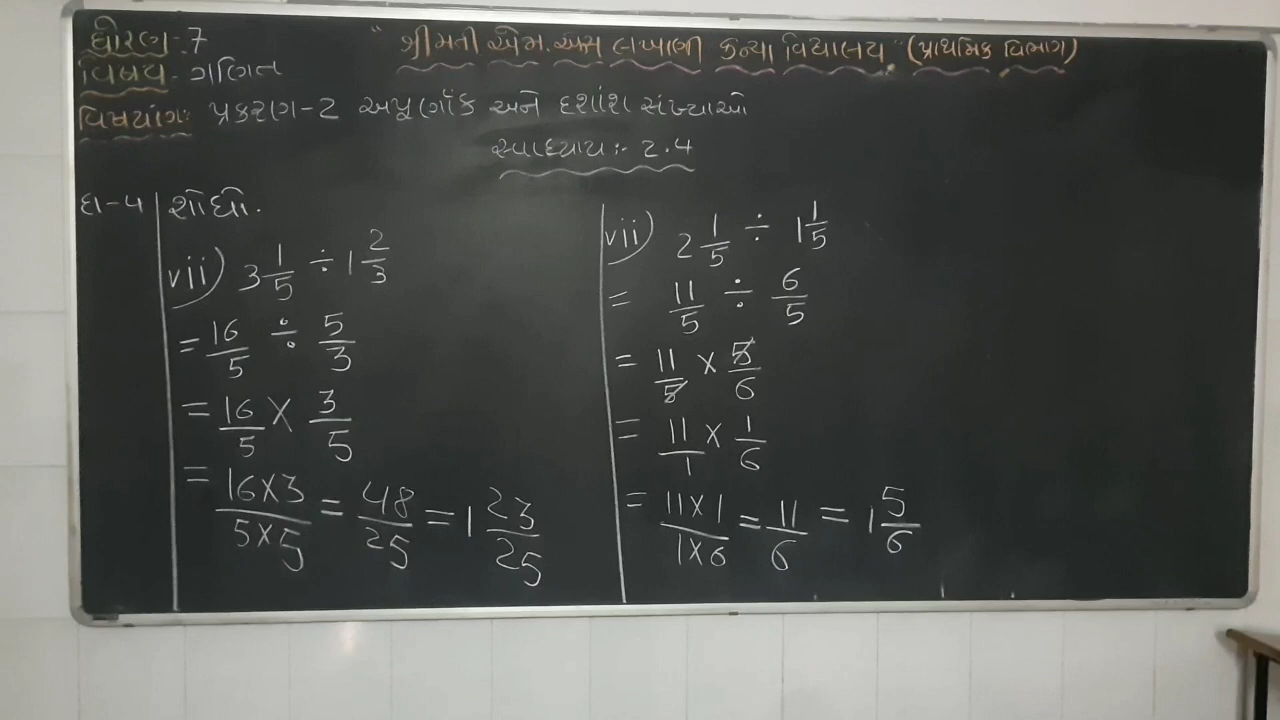 ધોરણ-7
"શ્રીમતી એમ.એસ લખાણી કન્યા વિદ્યાલય" (પ્રાથમિક વિભાગ)
વિષય-ગણિત
વિષયાંગ: પ્રકરણ-2 અપૂર્ણાંક અને દશાંશ સંખ્યાઓ
સ્વાધ્યાય:- 2.4
દા-4 શોધો.
vii) 3 1/5 ÷ 1 2/3
= 16/5 ÷ 5/3
= 16/5 × 3/5
= 16×3/5×5 = 48/25 = 1 23/25
vii) 2 1/5 ÷ 1 1/5
= 11/5 ÷ 6/5
= 11/5 × 5/6
= 11/1 × 1/6
= 11×1/1×6 = 11/6 = 1 5/6